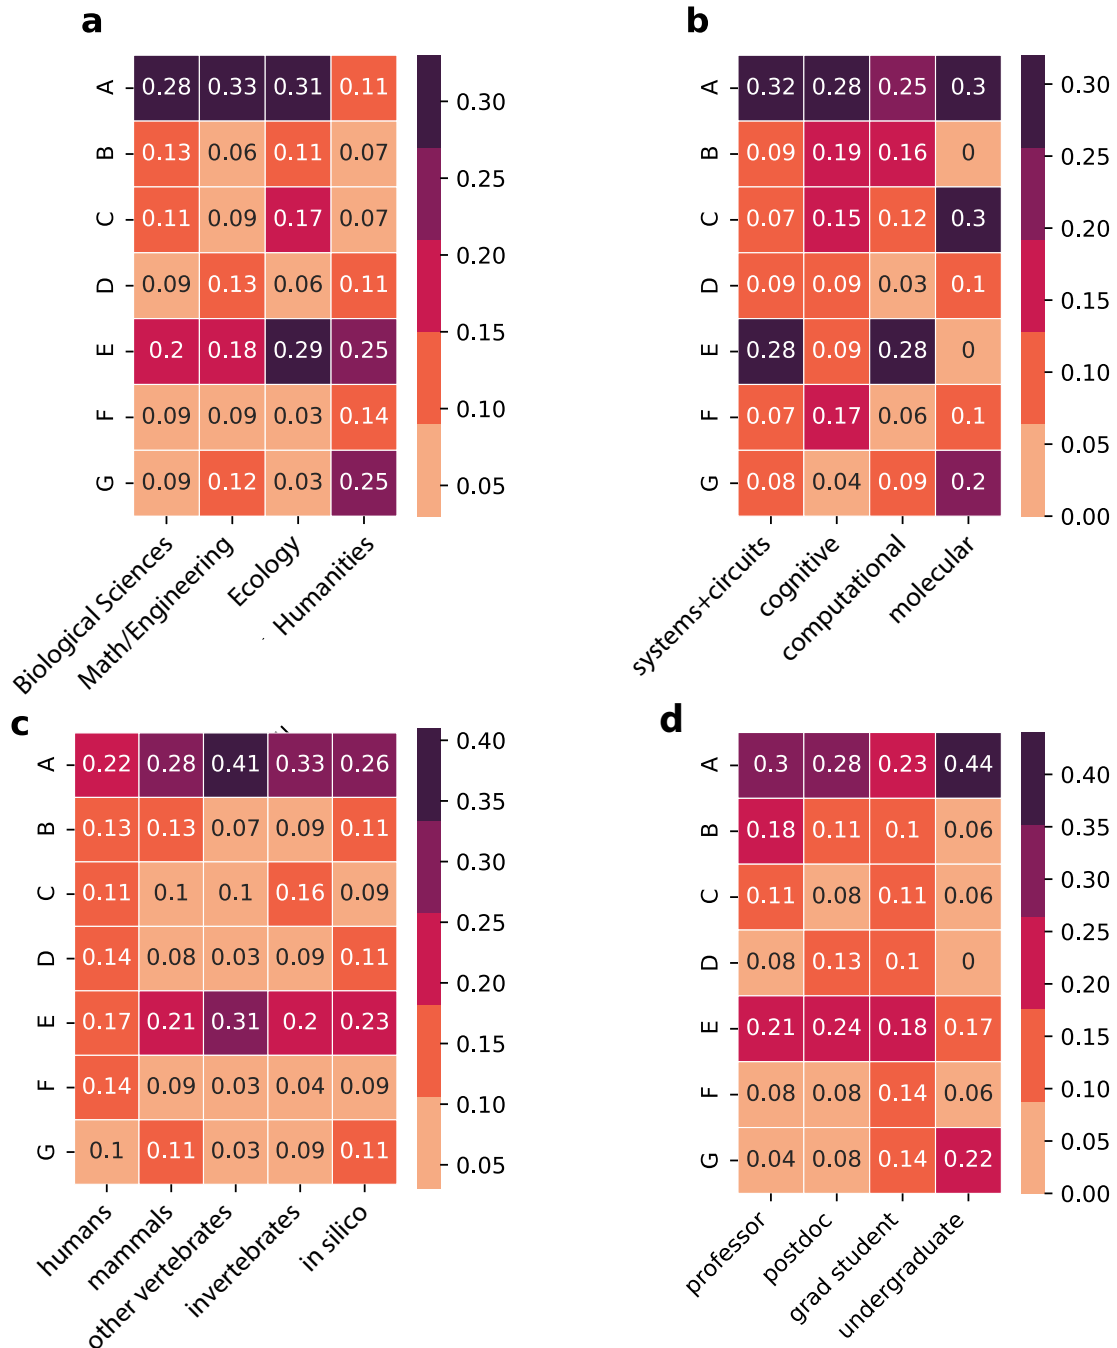 a
A 0.28 0.33 0.31 0.11
B 0.13 0.06 0.11 0.07
C 0.11 0.09 0.17 0.07
D 0.09 0.13 0.06 0.11
E 0.2 0.18 0.29 0.25
F 0.09 0.09 0.03 0.14
G 0.09 0.12 0.03 0.25
0.30
0.25
0.20
0.15
0.10
0.05
Biological Sciences
Math/Engineering
Ecology
Humanities
b
A 0.32 0.28 0.25 0.3
B 0.09 0.19 0.16 0
C 0.07 0.15 0.12 0.3
D 0.09 0.09 0.03 0.1
E 0.28 0.09 0.28 0
F 0.07 0.17 0.06 0.1
G 0.08 0.04 0.09 0.2
0.30
0.25
0.20
0.15
0.10
0.05
0.00
systems+circuits
cognitive
computational
molecular
c
A 0.22 0.28 0.41 0.33 0.26
B 0.13 0.13 0.07 0.09 0.11
C 0.11 0.1 0.1 0.16 0.09
D 0.14 0.08 0.03 0.09 0.11
E 0.17 0.21 0.31 0.2 0.23
F 0.14 0.09 0.03 0.04 0.09
G 0.1 0.11 0.03 0.09 0.11
0.40
0.35
0.30
0.25
0.20
0.15
0.10
0.05
humans
mammals
other vertebrates
invertebrates
in silico
d
A 0.3 0.28 0.23 0.44
B 0.18 0.11 0.1 0.06
C 0.11 0.08 0.11 0.06
D 0.08 0.13 0.1 0
E 0.21 0.24 0.18 0.17
F 0.08 0.08 0.14 0.06
G 0.04 0.08 0.14 0.22
0.40
0.35
0.30
0.25
0.20
0.15
0.10
0.05
0.00
professor
postdoc
grad student
undergraduate